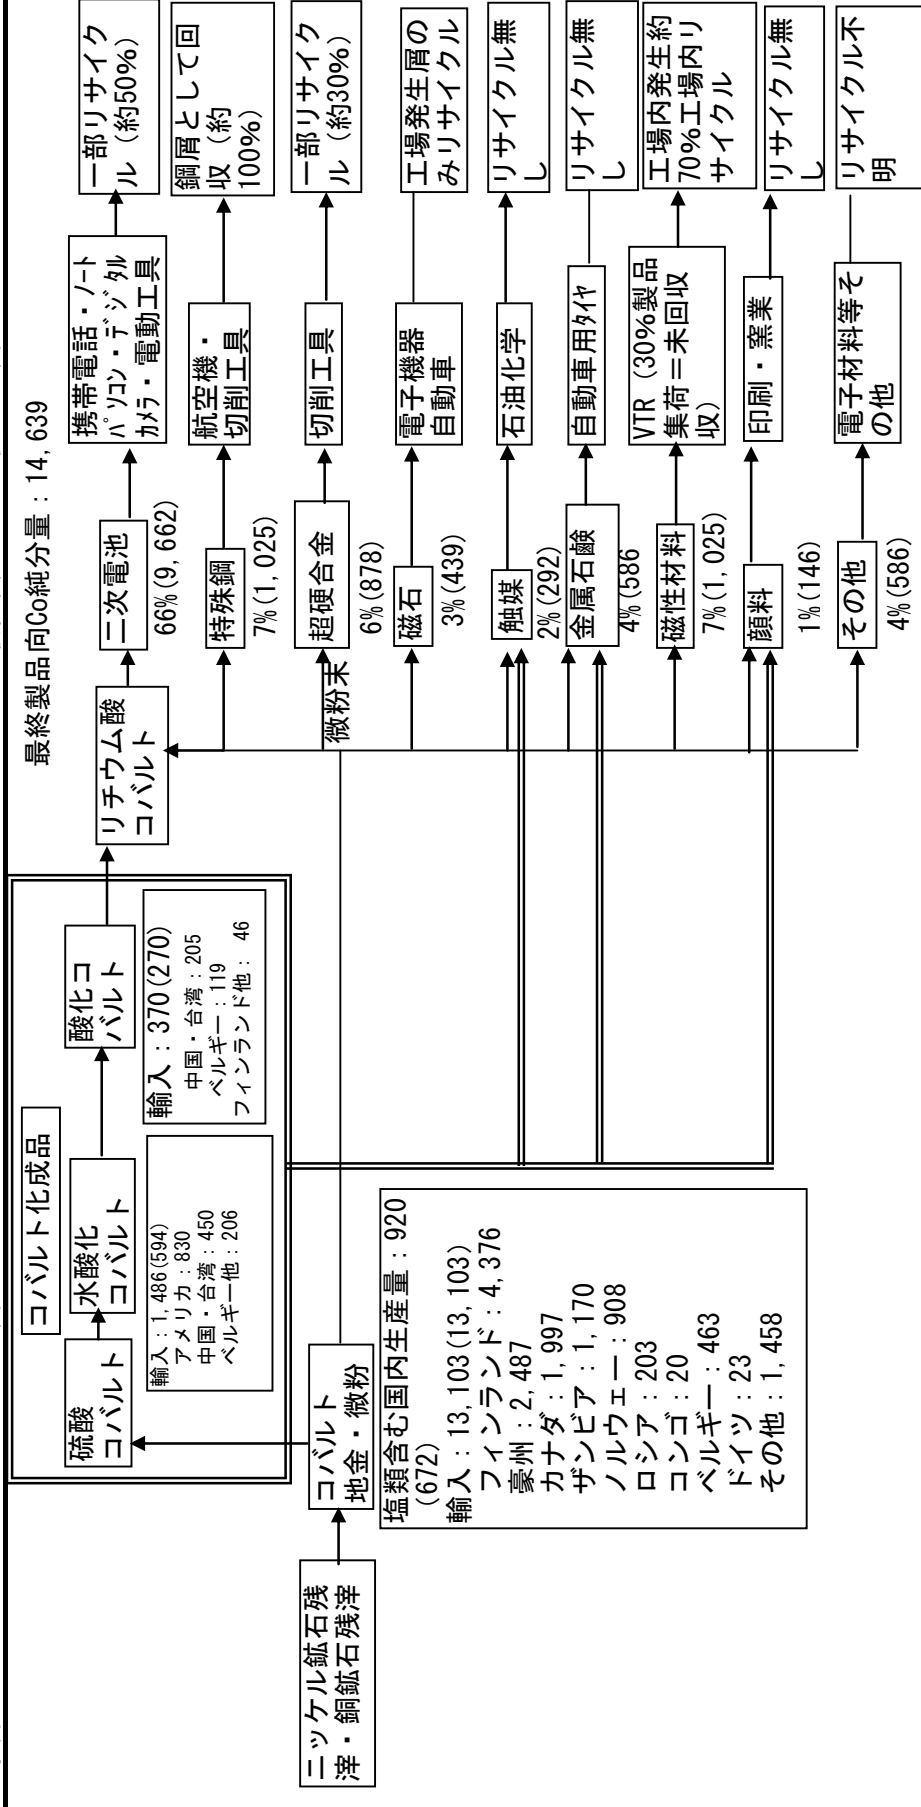 最終製品向Co純分量：14,639
コバルト化成品
硫酸
コバルト
水酸化
コバルト
酸化コ
バルト
リチウム酸
コバルト
輸入：1,486(594)
アメリカ：830
中国・台湾：450
ベルギー他：206
輸入：370(270)
中国・台湾：205
ベルギー：119
フィンランド他： 46
ニッケル鉱石残
滓・銅鉱石残滓
コバルト
地金・微粉
塩類含む国内生産量：920
(672)
輸入：13,103(13,103)
フィンランド：4,376
豪州：2,487
カナダ：1,997
ザンビア：1,170
ノルウェー：908
ロシア：203
コンゴ：20
ベルギー：463
ドイツ：23
その他：1,458
微粉末
二次電池
66%(9,662)
携帯電話・ノート
パソコン・デジタル
カメラ・電動工具
一部リサイク
ル（約50%）
特殊鋼
7%(1,025)
航空機・
切削工具
鋼屑として回
収（約
100%）
超硬合金
6%(878)
切削工具
一部リサイク
ル（約30%）
磁石
3%(439)
電子機器
自動車
工場発生屑の
みリサイクル
触媒
2%(292)
石油化学
リサイクル無
し
金属石鹸
4%(586
自動車用タイヤ
リサイクル無
し
磁性材料
7%(1,025)
VTR（30%製品
集荷＝未回収
収）
工場内発生約
70%工場内リ
サイクル
顔料
1%(146)
印刷・窯業
リサイクル無
し
その他
4%(586)
電子材料等そ
の他
リサイクル不
明